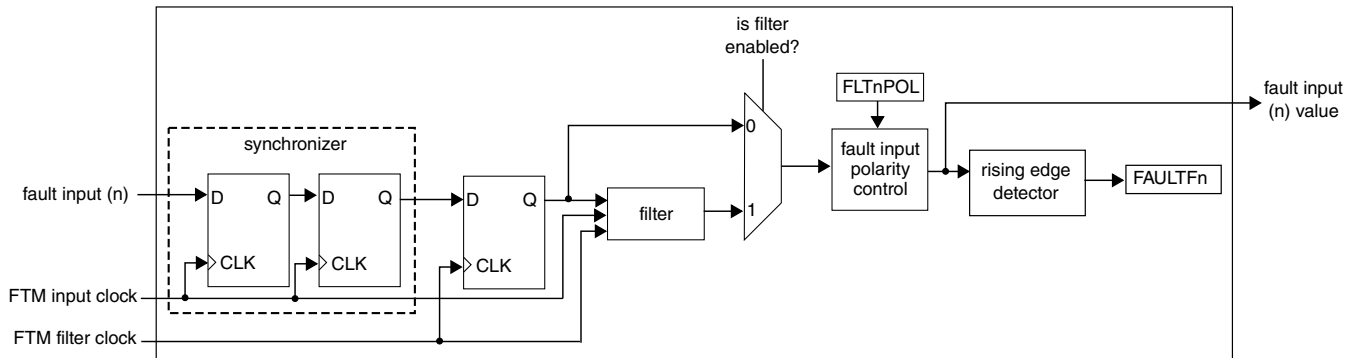 is filter
enabled?
FLTnPOL
fault input
(n) value
synchronizer
0
fault input
polarity
control
fault input (n)
D
Q
D
Q
D
Q
filter
1
rising edge
detector
FAULTFn
CLK
CLK
CLK
FTM input clock
FTM filter clock